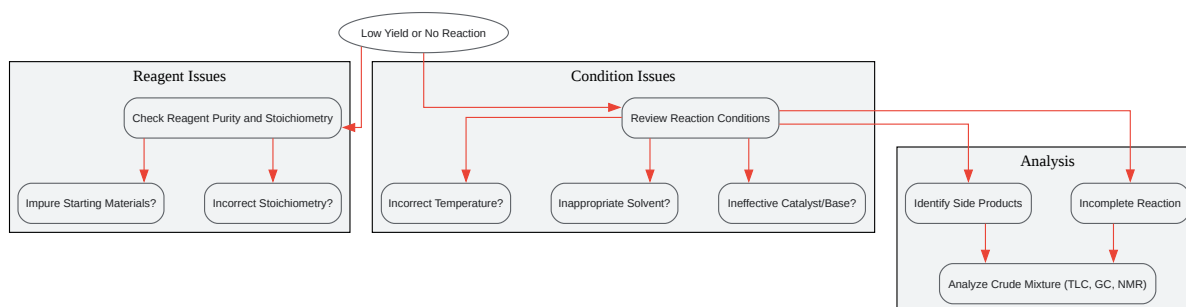 Low Yield or No Reaction
Reagent Issues
Check Reagent Purity and Stoichiometry
Impure Starting Materials?
Incorrect Stoichiometry?
Condition Issues
Review Reaction Conditions
Incorrect Temperature?
Inappropriate Solvent?
Ineffective Catalyst/Base?
Analysis
Identify Side Products
Incomplete Reaction
Analyze Crude Mixture (TLC, GC, NMR)